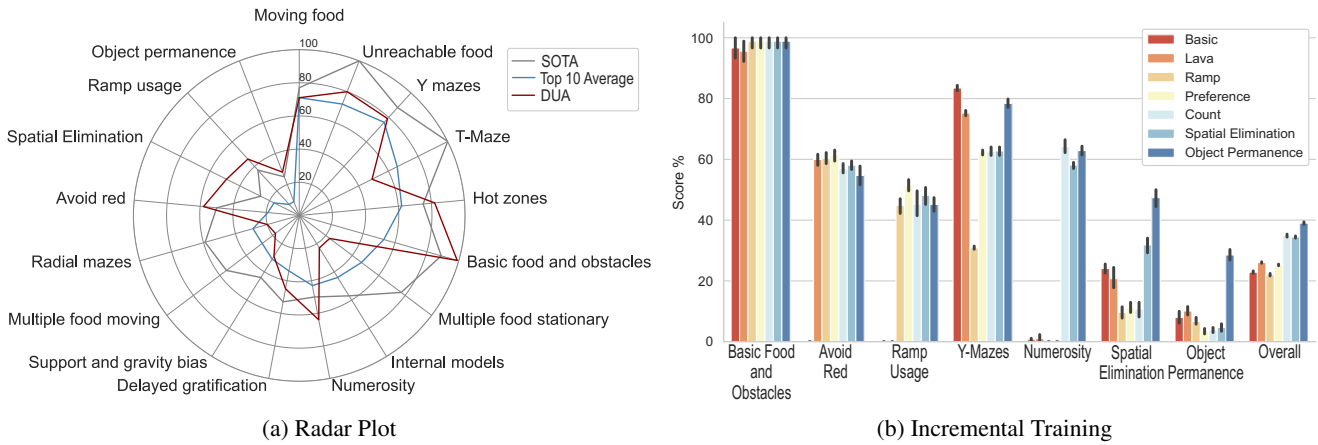 Moving food
Object permanence
Unreachable food
Ramp usage
Y mazes
Spatial Elimination
T-Maze
Avoid red
Hot zones
Radial mazes
Basic food and obstacles
Multiple food moving
Multiple food stationary
Support and gravity bias
Internal models
Delayed gratification
Numerosity
100
80
60
40
20
SOTA
Top 10 Average
DUA
(a) Radar Plot
Score %
100
80
60
40
20
0
Basic
Lava
Ramp
Preference
Count
Spatial Elimination
Object Permanence
Basic Food
and
Obstacles
Avoid
Red
Ramp
Usage
Y-Mazes
Numerosity
Spatial
Elimination
Object
Permanence
Overall
(b) Incremental Training